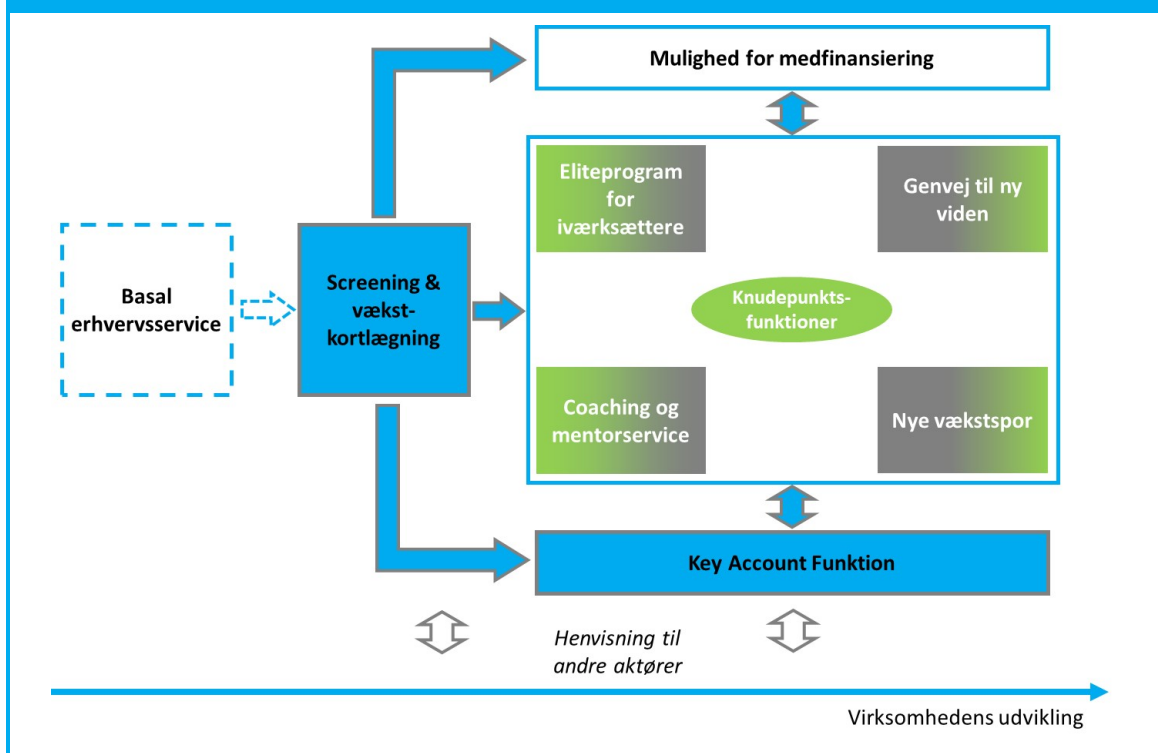 Mulighed for medfinansiering
Eliteprogram
for
iværksættere
Genvej til ny
viden
Basal
erhvervsservice
Screening &
vækst-
kortlægning
Knudepunkts-
funktioner
Coaching og
mentorservice
Nye vækstspor
Key Account Funktion
Henvisning til
andre aktører
Virksomhedens udvikling